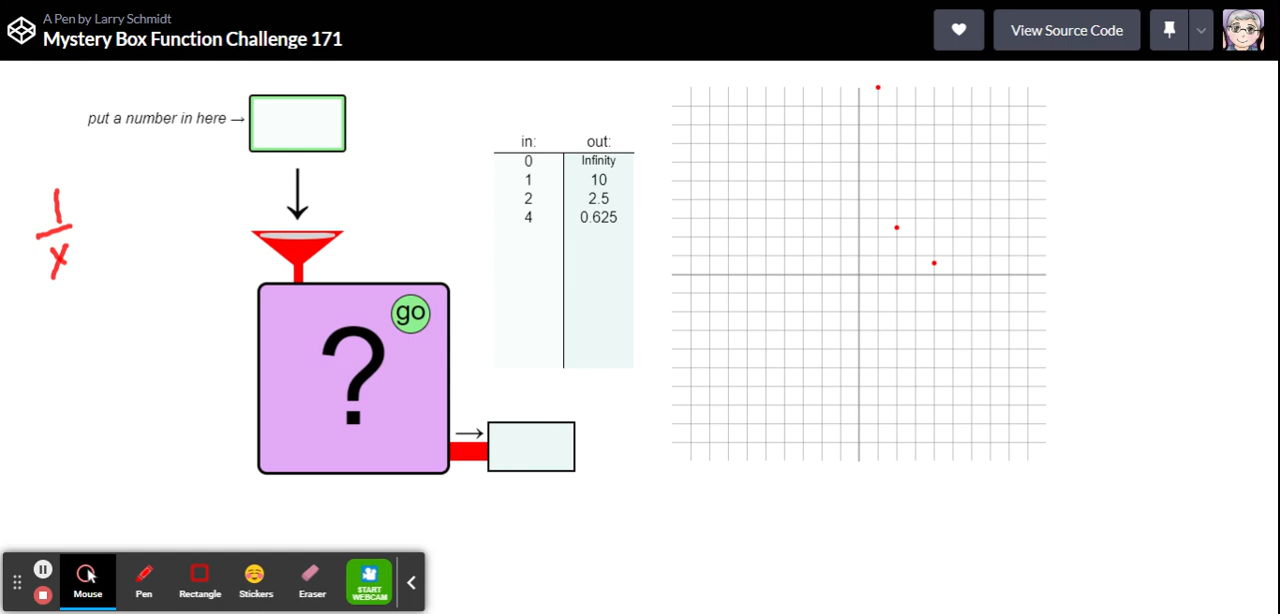 A Pen by Larry Schmidt
Mystery Box Function Challenge 171
View Source Code
put a number in here →
in: out:
0 Infinity
1 10
2 2.5
4 0.625
1
x
go
?
→
Mouse
Pen
Rectangle
Stickers
Eraser
START
WEBCAM